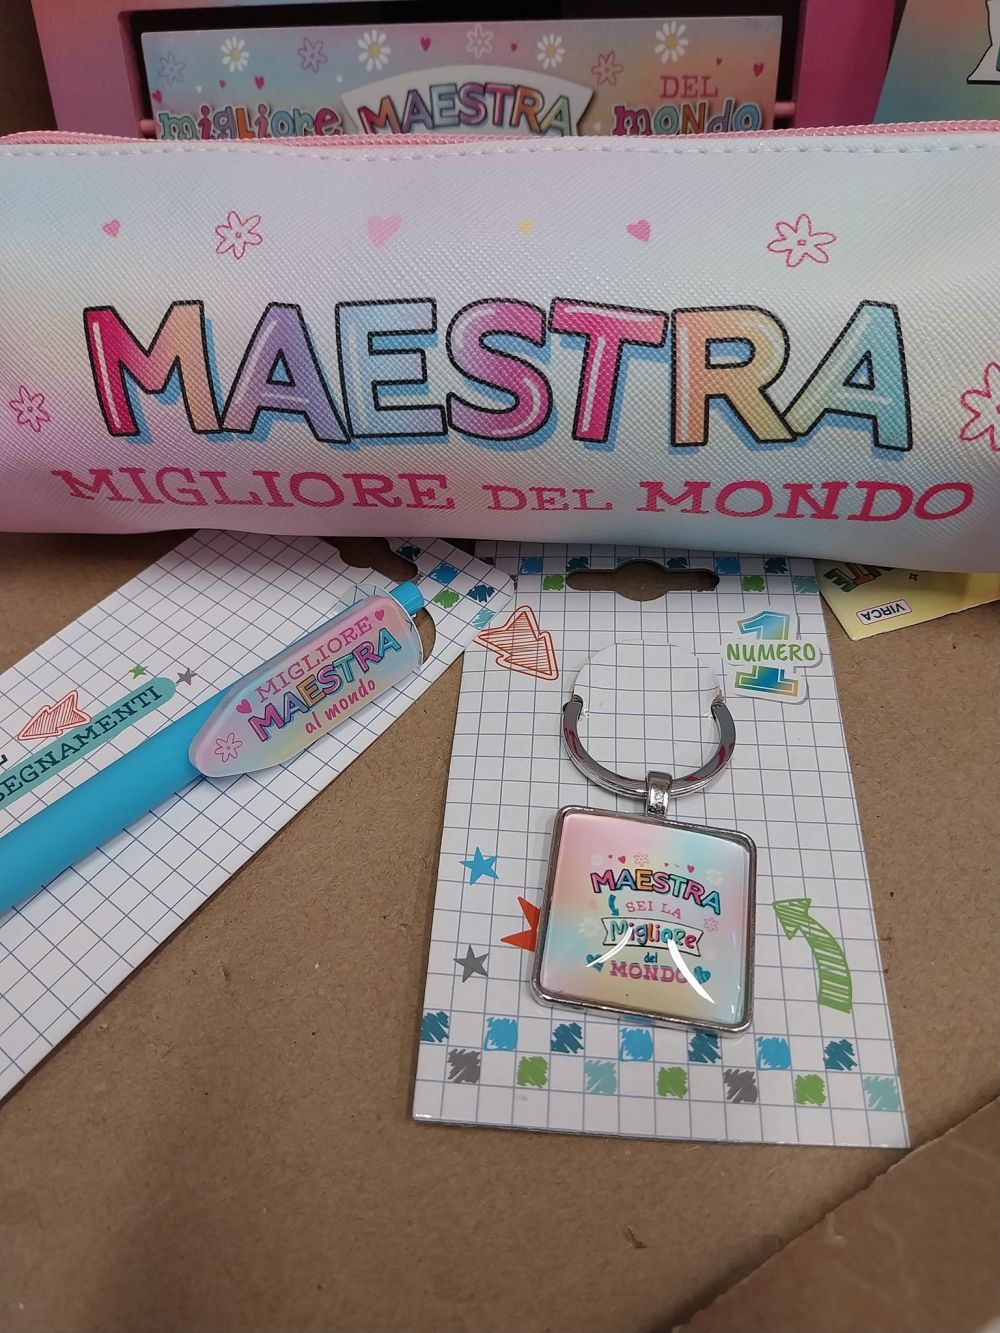 migliore MAESTRA DEL mondo
MAESTRA
MIGLIORE DEL MONDO
VIRCA
MIGLIORE
MAESTRA
al mondo
SEGNAMENTI
1
NUMERO
MAESTRA
SEI LA
Migliore
del
MONDO